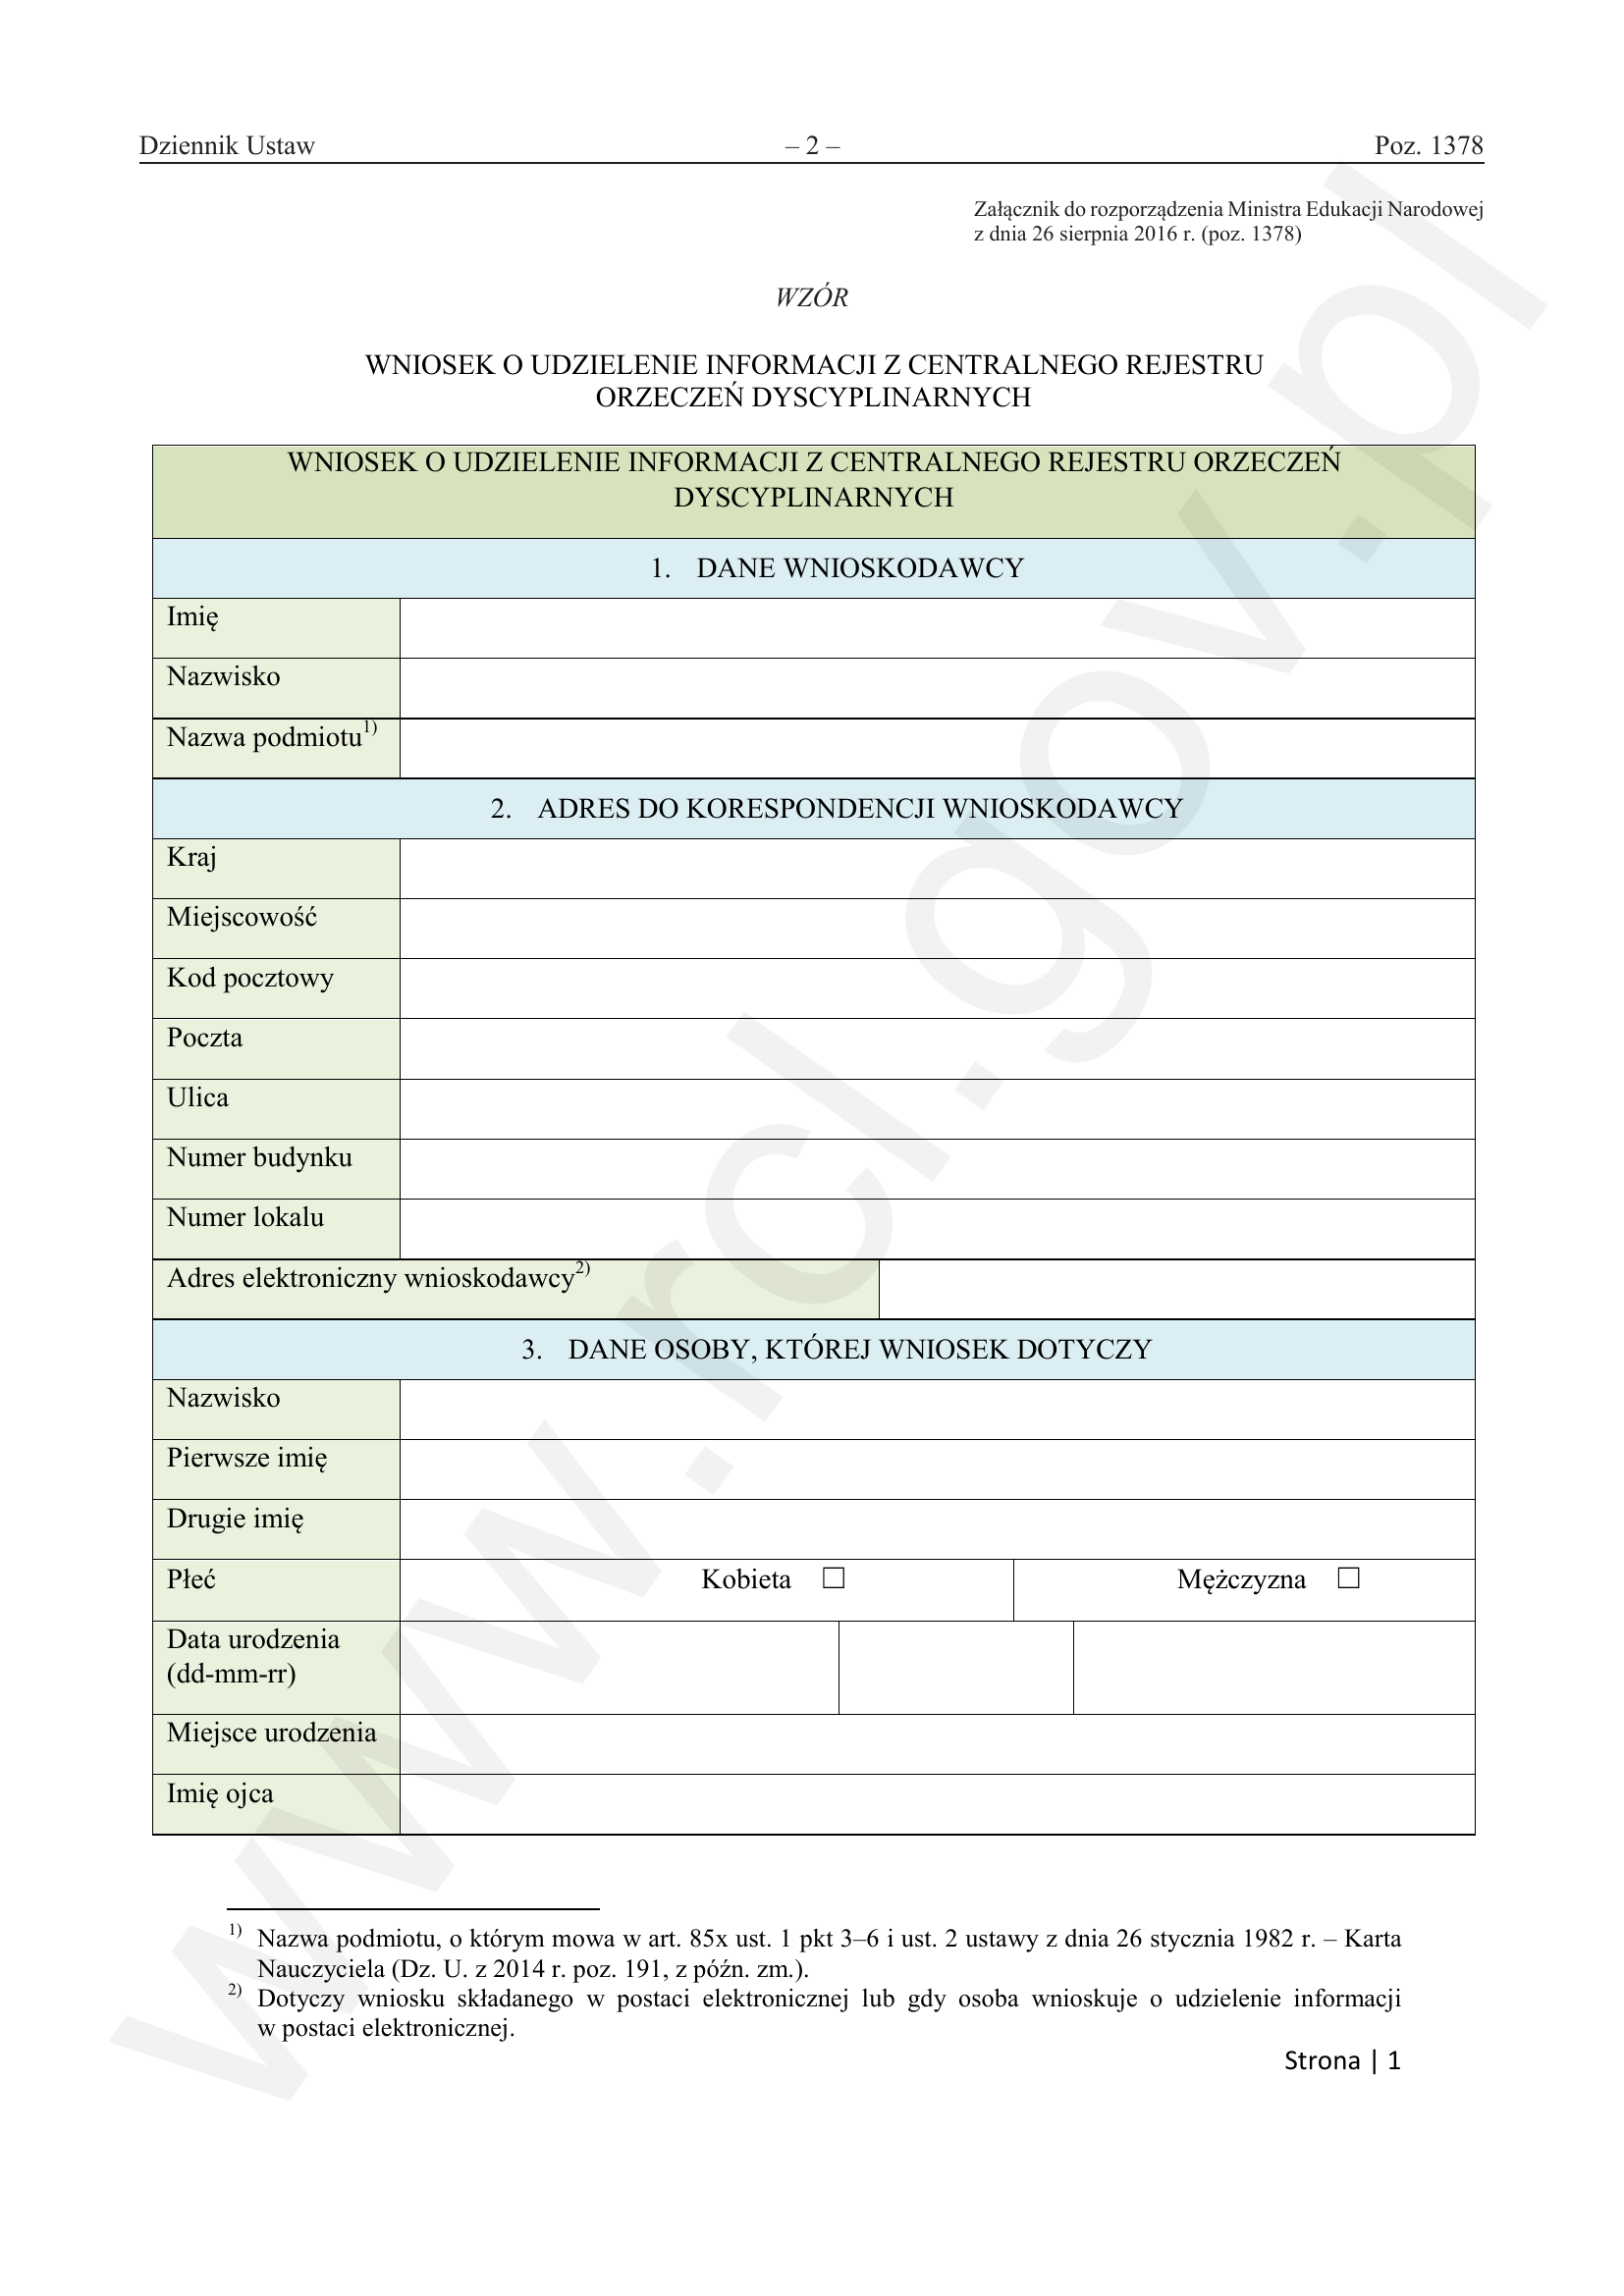 Dziennik Ustaw – 2 – Poz. 1378
Załącznik do rozporządzenia Ministra Edukacji Narodowej
z dnia 26 sierpnia 2016 r. (poz. 1378)
WZÓR
WNIOSEK O UDZIELENIE INFORMACJI Z CENTRALNEGO REJESTRU
ORZECZEŃ DYSCYPLINARNYCH
WNIOSEK O UDZIELENIE INFORMACJI Z CENTRALNEGO REJESTRU ORZECZEŃ
DYSCYPLINARNYCH
1. DANE WNIOSKODAWCY
Imię
Nazwisko
Nazwa podmiotu1)
2. ADRES DO KORESPONDENCJI WNIOSKODAWCY
Kraj
Miejscowość
Kod pocztowy
Poczta
Ulica
Numer budynku
Numer lokalu
Adres elektroniczny wnioskodawcy2)
3. DANE OSOBY, KTÓREJ WNIOSEK DOTYCZY
Nazwisko
Pierwsze imię
Drugie imię
Płeć Kobieta ☐ Mężczyzna ☐
Data urodzenia
(dd-mm-rr)
Miejsce urodzenia
Imię ojca
1) Nazwa podmiotu, o którym mowa w art. 85x ust. 1 pkt 3–6 i ust. 2 ustawy z dnia 26 stycznia 1982 r. – Karta
Nauczyciela (Dz. U. z 2014 r. poz. 191, z późn. zm.).
2) Dotyczy wniosku składanego w postaci elektronicznej lub gdy osoba wnioskuje o udzielenie informacji
w postaci elektronicznej.
Strona | 1
www.rcl.gov.pl